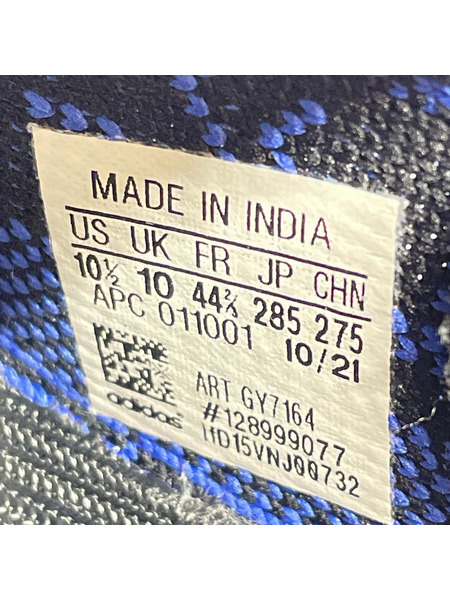 MADE IN INDIA
US UK FR JP CHN
10½ 10 44⅔ 285 275
APC 011001 10/21
ART GY7164
#128999077
adidas
1fD15VNJ00732